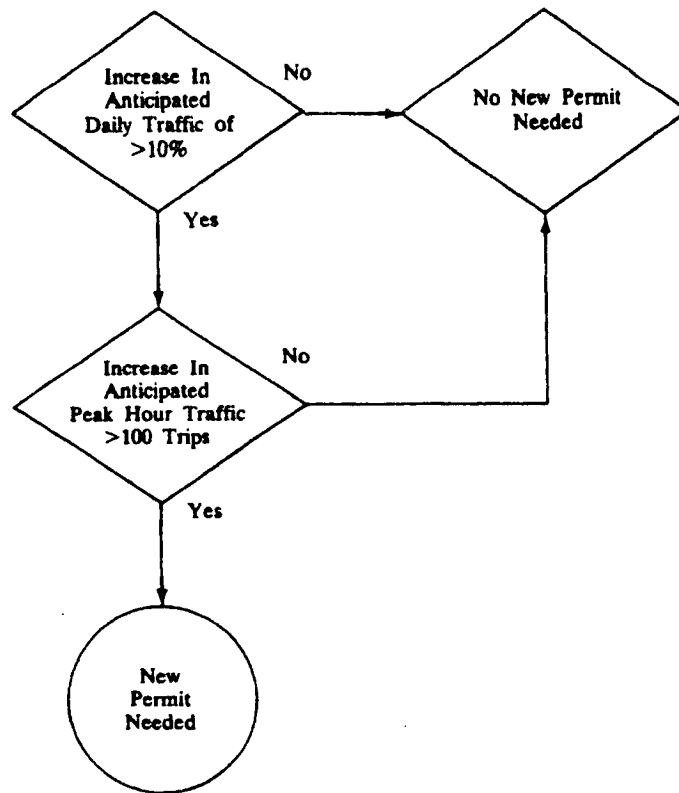 Increase In
Anticipated
Daily Traffic of
>10%
No
No New Permit
Needed
Yes
Increase In
Anticipated
Peak Hour Traffic
>100 Trips
No
Yes
New
Permit
Needed